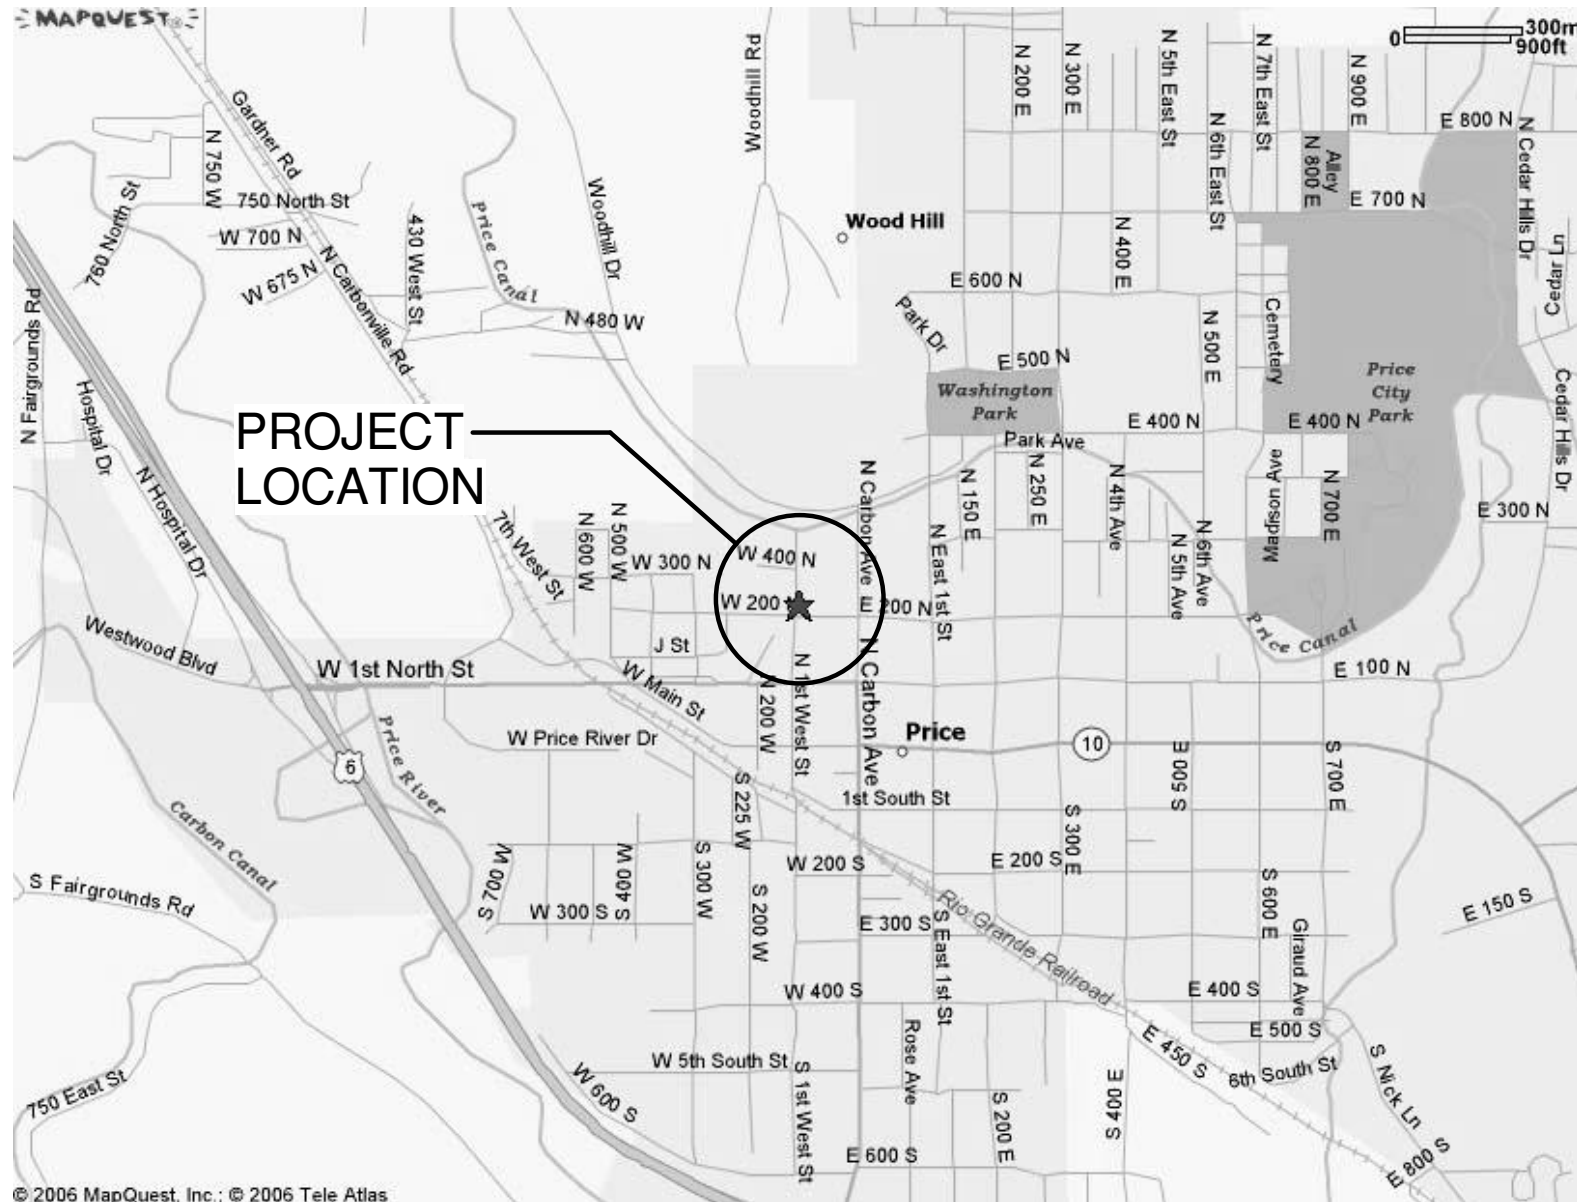 MAPQUEST
300m
0
900ft
Woodhill Rd
N 200 E
N 300 E
N 5th East St
N 7th East St
N 900 E
Gardner Rd
N 750 W
N 6th East St
E 800 N
N Cedar Hills Dr
Alley
N 800 E
760 North St
750 North St
W 700 N
W 675 N
430 West St
Price Canal
Woodhill Dr
Wood Hill
N 400 E
E 700 N
Cedar Ln
N Fairgrounds Rd
N Carbonville Rd
N 480 W
E 600 N
Park Dr
N 500 E
Cemetery
Hospital Dr
E 500 N
Washington
Park
Price
City
Park
Cedar Hills Dr
PROJECT
LOCATION
E 400 N
E 400 N
Park Ave
N Hospital Dr
7th West St
N 600 W
N 500 W
W 300 N
W 400 N
N Carbon Ave
N 150 E
N 250 E
N 4th Ave
N 5th Ave
N 6th Ave
Madison Ave
N 700 E
E 300 N
W 200
E 200 N
N East 1st St
Price Canal
Westwood Blvd
J St
W 1st North St
W Main St
N 200 W
N 1st West St
N Carbon Ave
E 100 N
Price River
W Price River Dr
Price
10
S 500 E
S 700 E
6
Carbon Canal
S 225 W
1st South St
S 300 E
S Fairgrounds Rd
S 700 W
S 400 W
S 300 W
W 200 S
E 200 S
W 300 S
S 200 W
E 300 S
S East 1st St
Rio Grande Railroad
S 600 E
Giraud Ave
E 150 S
W 400 S
E 400 S
E 500 S
W 5th South St
Rose Ave
E 450 S
6th South St
S Nick Ln
750 East St
W 600 S
S 1st West St
S 200 E
S 400 E
E 600 S
E 800 S
© 2006 MapQuest, Inc.; © 2006 Tele Atlas